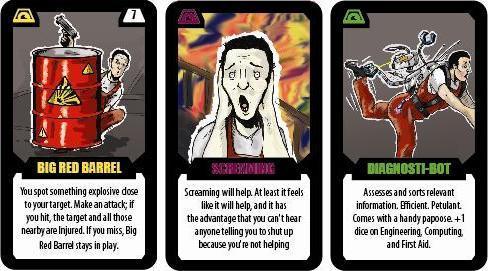 1
BIG RED BARREL
You spot something explosive close
to your target. Make an attack; if
you hit, the target and all those
nearby are Injured. If you miss, Big
Red Barrel stays in play.
SCREAMING
Screaming will help. At least it feels
like it will help, and it has
the advantage that you can't hear
anyone telling you to shut up
because you're not helping
DIAGNOSTI-BOT
Assesses and sorts relevant
information. Efficient. Petulant.
Comes with a handy papoose. +1
dice on Engineering, Computing,
and First Aid.